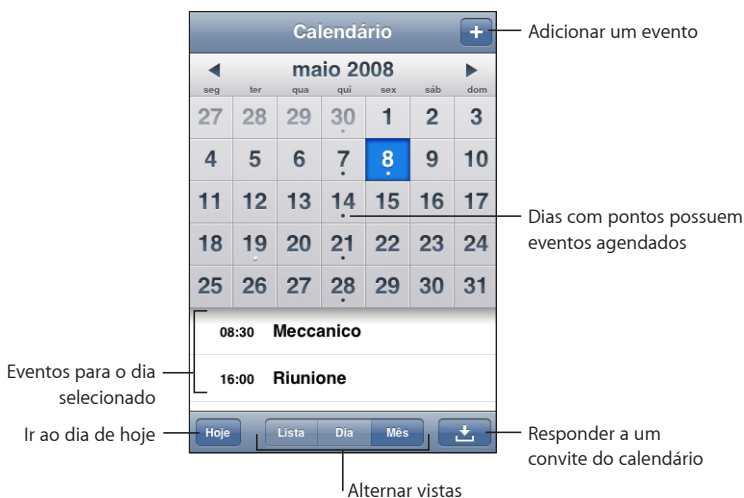 Calendário
+
Adicionar um evento
maio 2008
seg ter qua qui sex sáb dom
27 28 29 30 1 2 3
4 5 6 7 8 9 10
11 12 13 14 15 16 17
Dias com pontos possuem
eventos agendados
18 19 20 21 22 23 24
25 26 27 28 29 30 31
08:30 Meccanico
16:00 Riunione
Eventos para o dia
selecionado
Ir ao dia de hoje
Hoje
Lista Dia Mês
Responder a um
convite do calendário
Alternar vistas